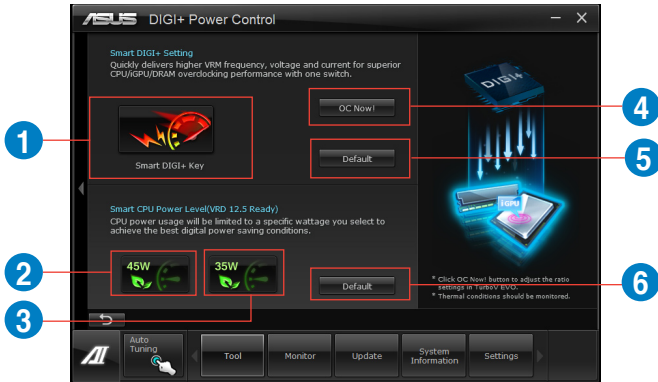 ASUS DIGI+ Power Control
Smart DIGI+ Setting
Quickly delivers higher VRM frequency, voltage and current for superior
CPU/iGPU/DRAM overclocking performance with one switch.
DIGI+
OC Now!
4
1
Smart DIGI+ Key
Default
5
iGPU
Smart CPU Power Level(VRD 12.5 Ready)
CPU power usage will be limited to a specific wattage you select to
achieve the best digital power saving conditions.
2
45W
35W
3
Default
6
* Click OC Now! button to adjust the ratio
settings in TurboV EVO.
* Thermal conditions should be monitored.
AI
Auto
Tuning
Tool
Monitor
Update
System
Information
Settings